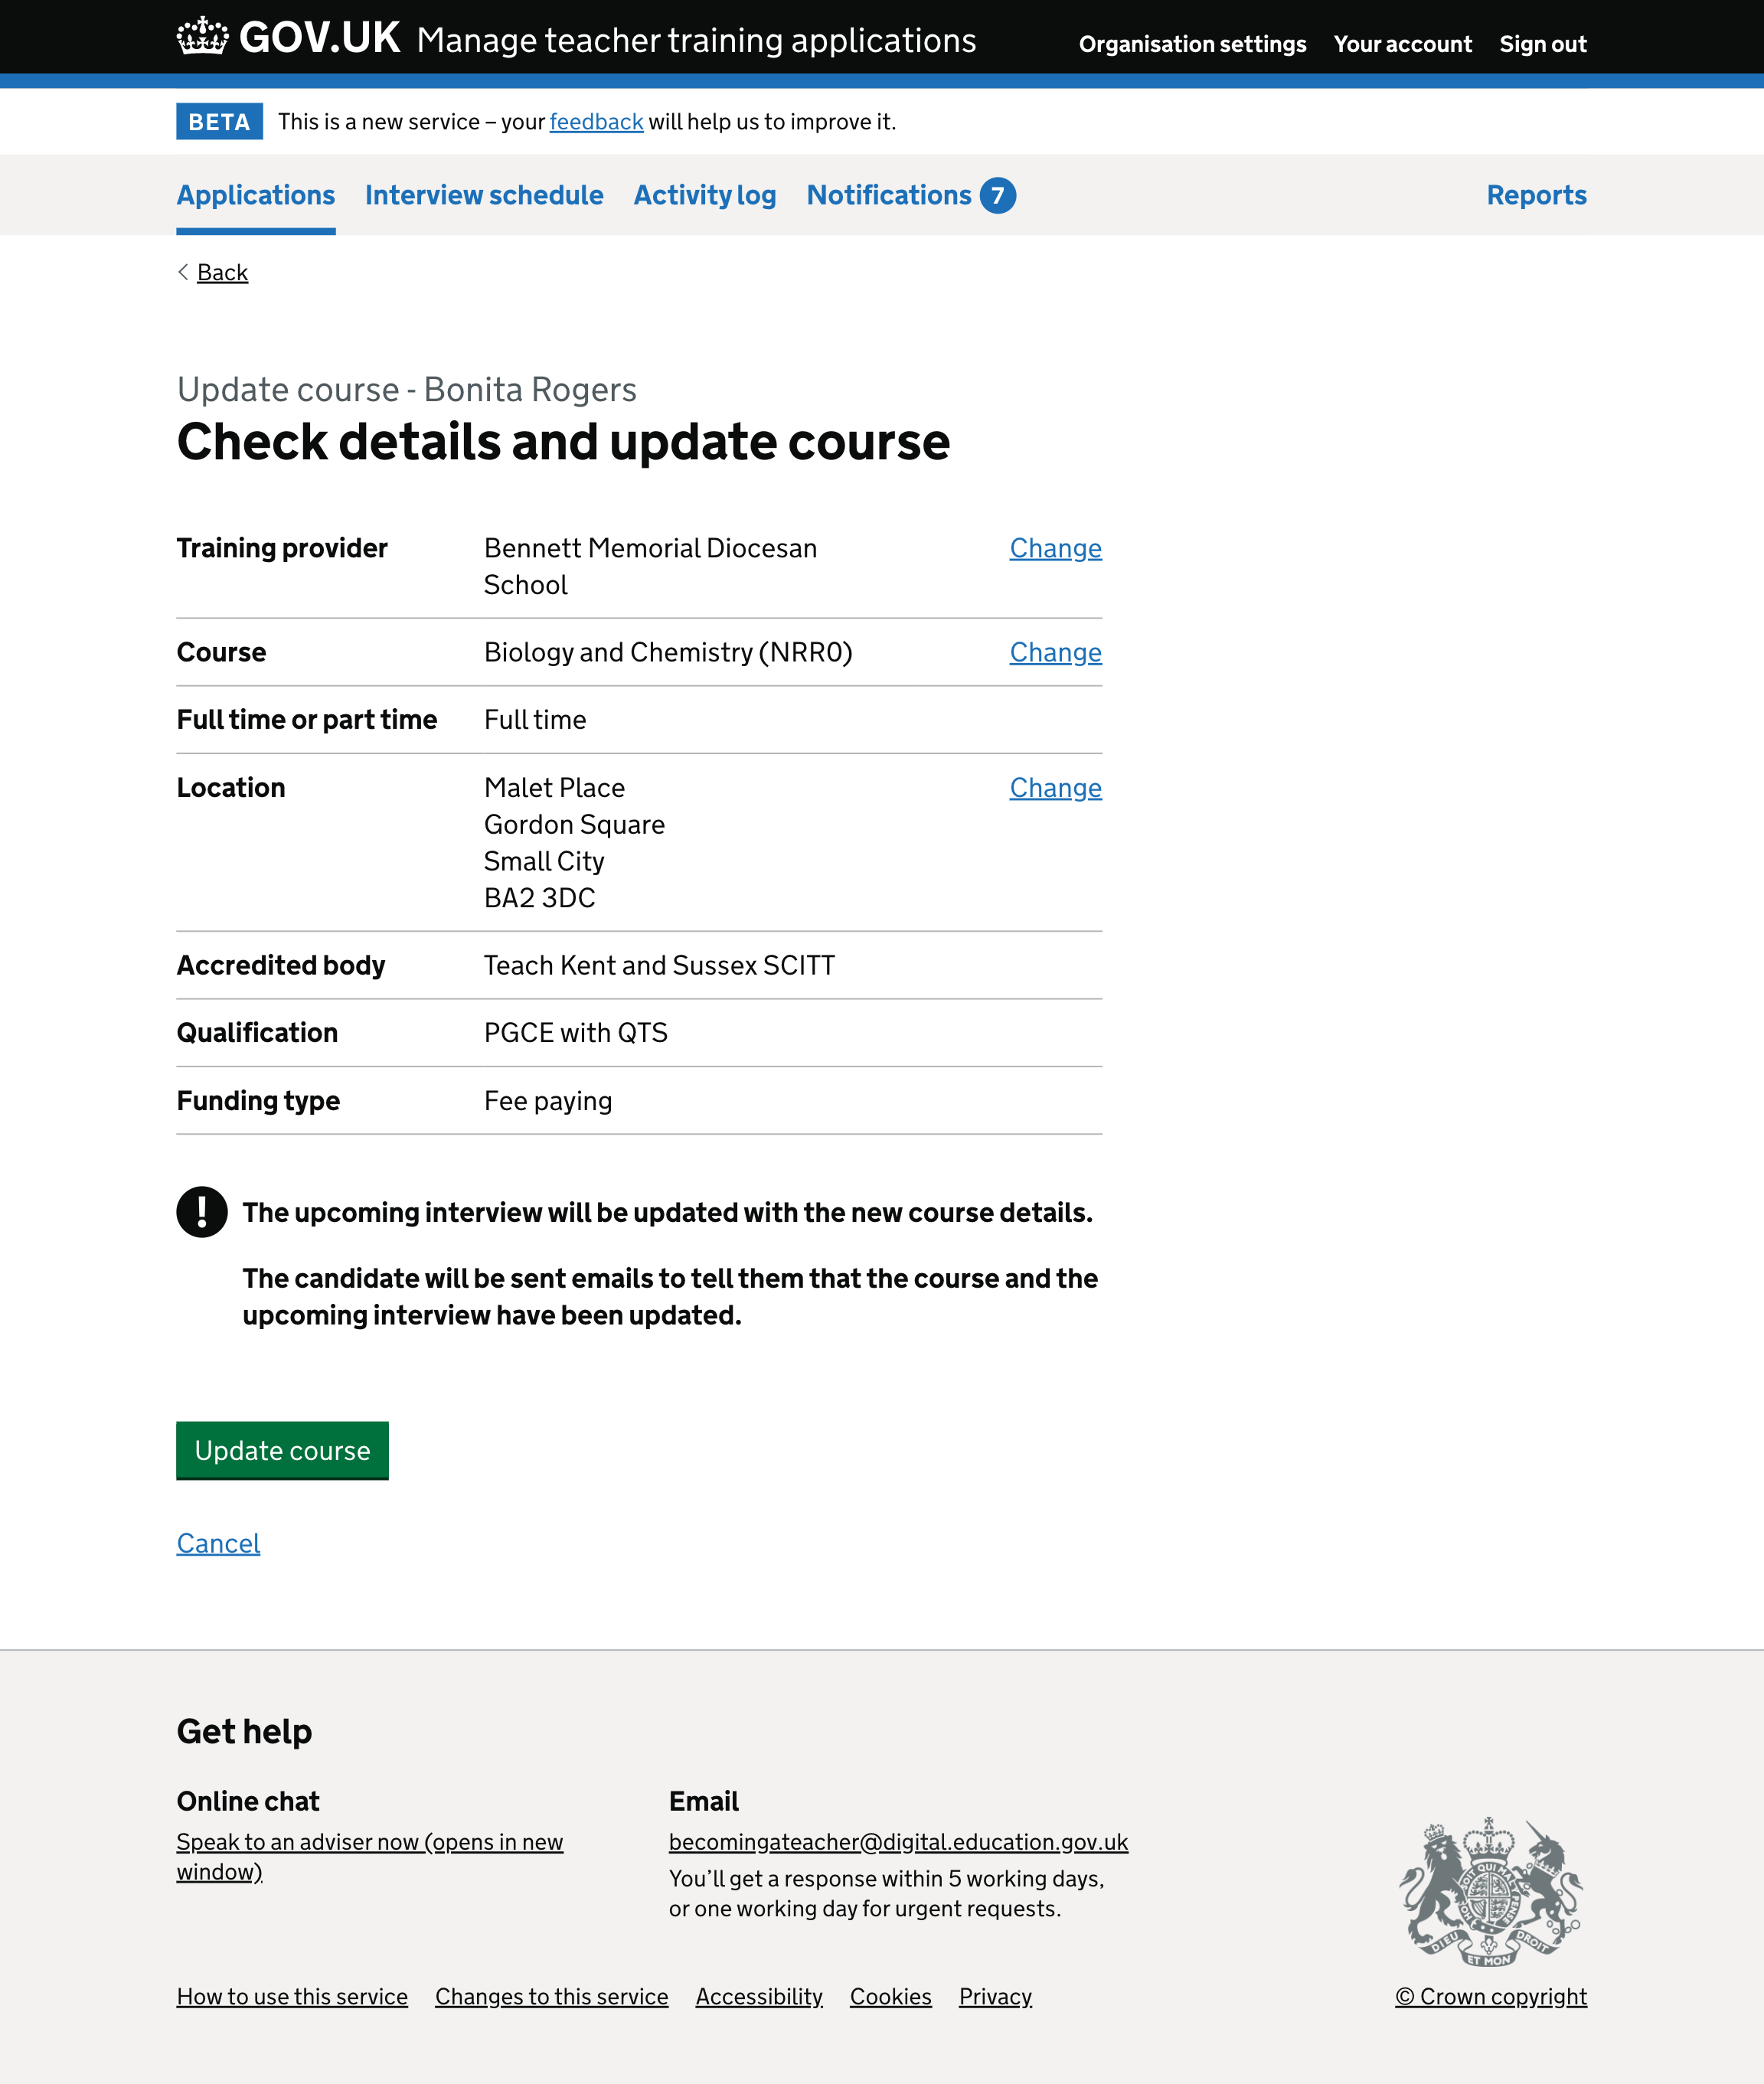 GOV.UK Manage teacher training applications
Organisation settings Your account Sign out
BETA This is a new service – your feedback will help us to improve it.
Applications Interview schedule Activity log Notifications 7 Reports
Back
Update course - Bonita Rogers
Check details and update course
Training provider Bennett Memorial Diocesan Change
School
Course Biology and Chemistry (NRR0) Change
Full time or part time Full time
Location Malet Place Change
Gordon Square
Small City
BA2 3DC
Accredited body Teach Kent and Sussex SCITT
Qualification PGCE with QTS
Funding type Fee paying
! The upcoming interview will be updated with the new course details.
The candidate will be sent emails to tell them that the course and the
upcoming interview have been updated.
Update course
Cancel
Get help
Online chat
Speak to an adviser now (opens in new
window)
Email
becomingateacher@digital.education.gov.uk
You’ll get a response within 5 working days,
or one working day for urgent requests.
DIEU ET MON DROIT
How to use this service Changes to this service Accessibility Cookies Privacy
© Crown copyright